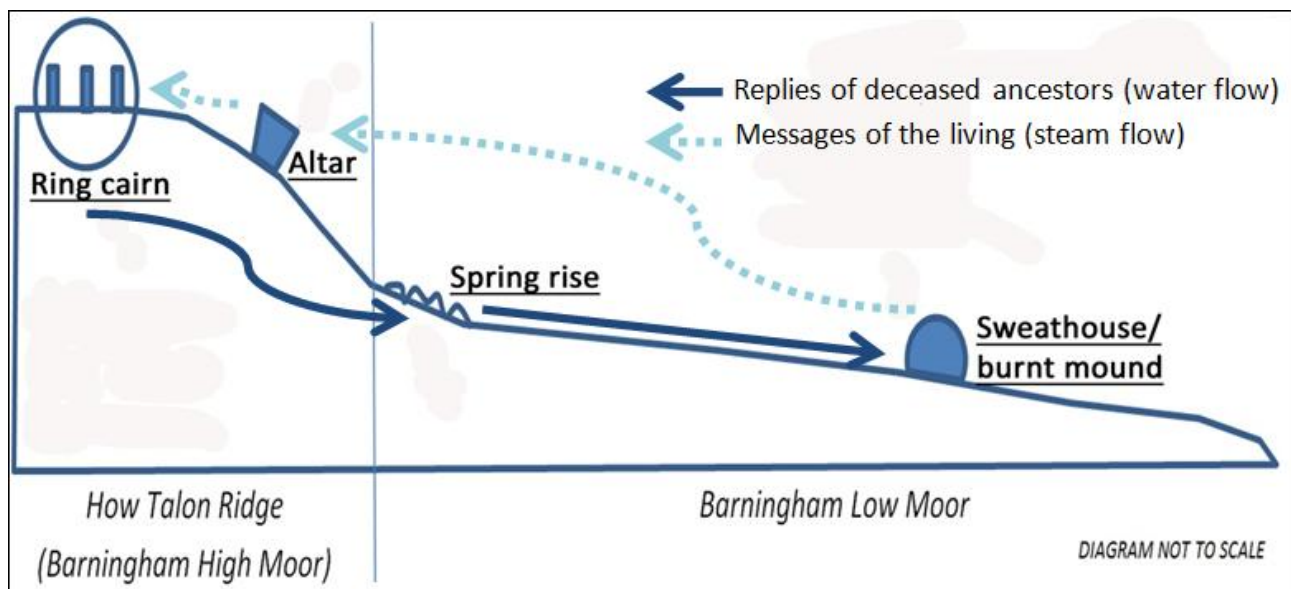 Replies of deceased ancestors (water flow)
Messages of the living (steam flow)
Altar
Ring cairn
Spring rise
Sweathouse/
burnt mound
How Talon Ridge
(Barningham High Moor)
Barningham Low Moor
DIAGRAM NOT TO SCALE